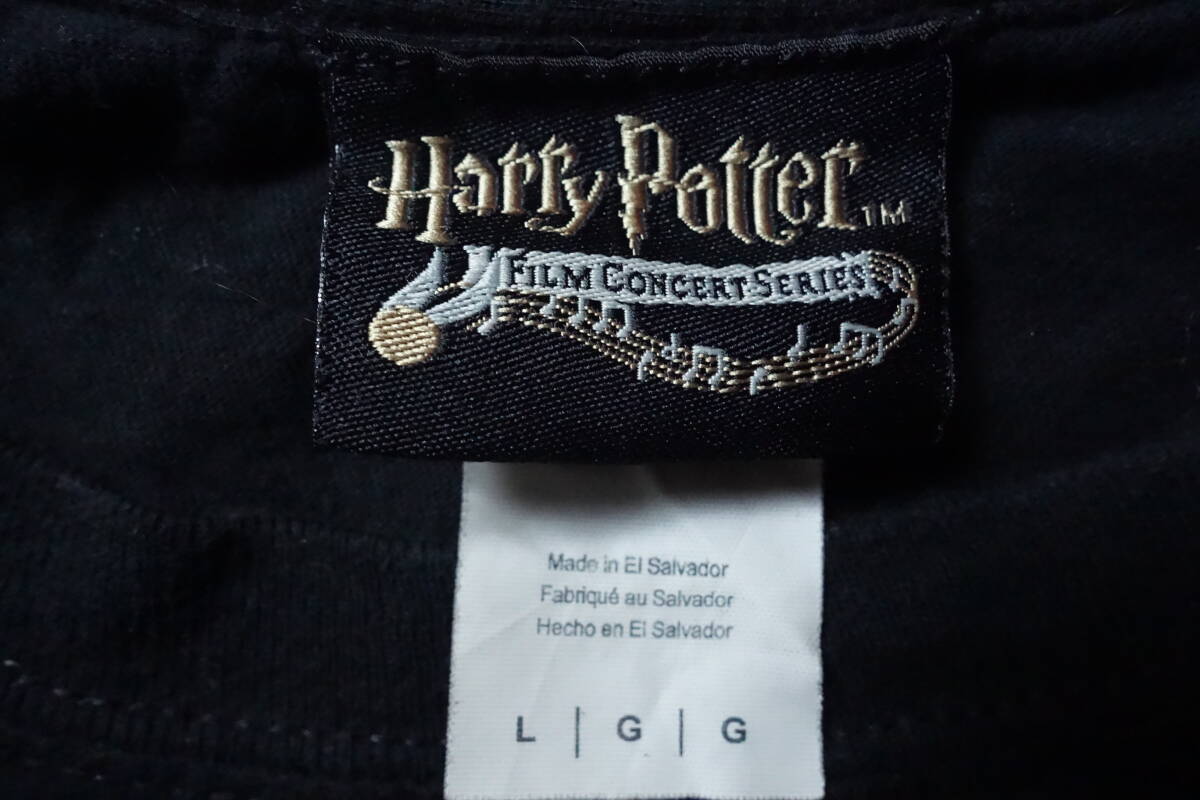 Harry Potter™
FILM CONCERT SERIES
Made in El Salvador
Fabriqué au Salvador
Hecho en El Salvador
L | G | G